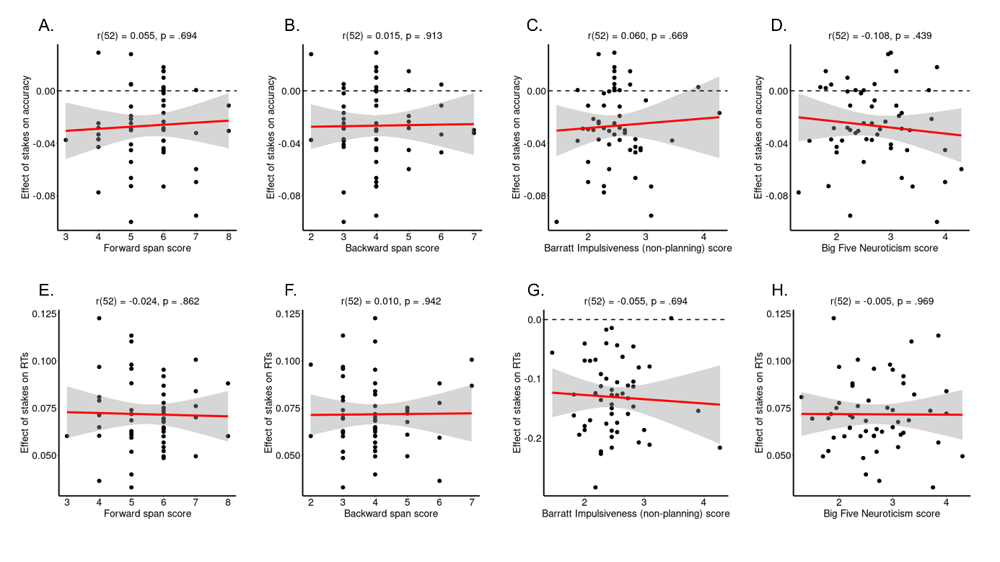 A.
r(52) = 0.055, p = .694
Effect of stakes on accuracy
0.00
-0.04
-0.08
3 4 5 6 7 8
Forward span score
B.
r(52) = 0.015, p = .913
Effect of stakes on accuracy
0.00
-0.04
-0.08
2 3 4 5 6 7
Backward span score
C.
r(52) = 0.060, p = .669
Effect of stakes on accuracy
0.00
-0.04
-0.08
2 3 4
Barratt Impulsiveness (non-planning) score
D.
r(52) = -0.108, p = .439
Effect of stakes on accuracy
0.00
-0.04
-0.08
2 3 4
Big Five Neuroticism score
E.
r(52) = -0.024, p = .862
Effect of stakes on RTs
0.125
0.100
0.075
0.050
3 4 5 6 7 8
Forward span score
F.
r(52) = 0.010, p = .942
Effect of stakes on RTs
0.125
0.100
0.075
0.050
2 3 4 5 6 7
Backward span score
G.
r(52) = -0.055, p = .694
Effect of stakes on RTs
0.0
-0.1
-0.2
2 3 4
Barratt Impulsiveness (non-planning) score
H.
r(52) = -0.005, p = .969
Effect of stakes on RTs
0.125
0.100
0.075
0.050
2 3 4
Big Five Neuroticism score